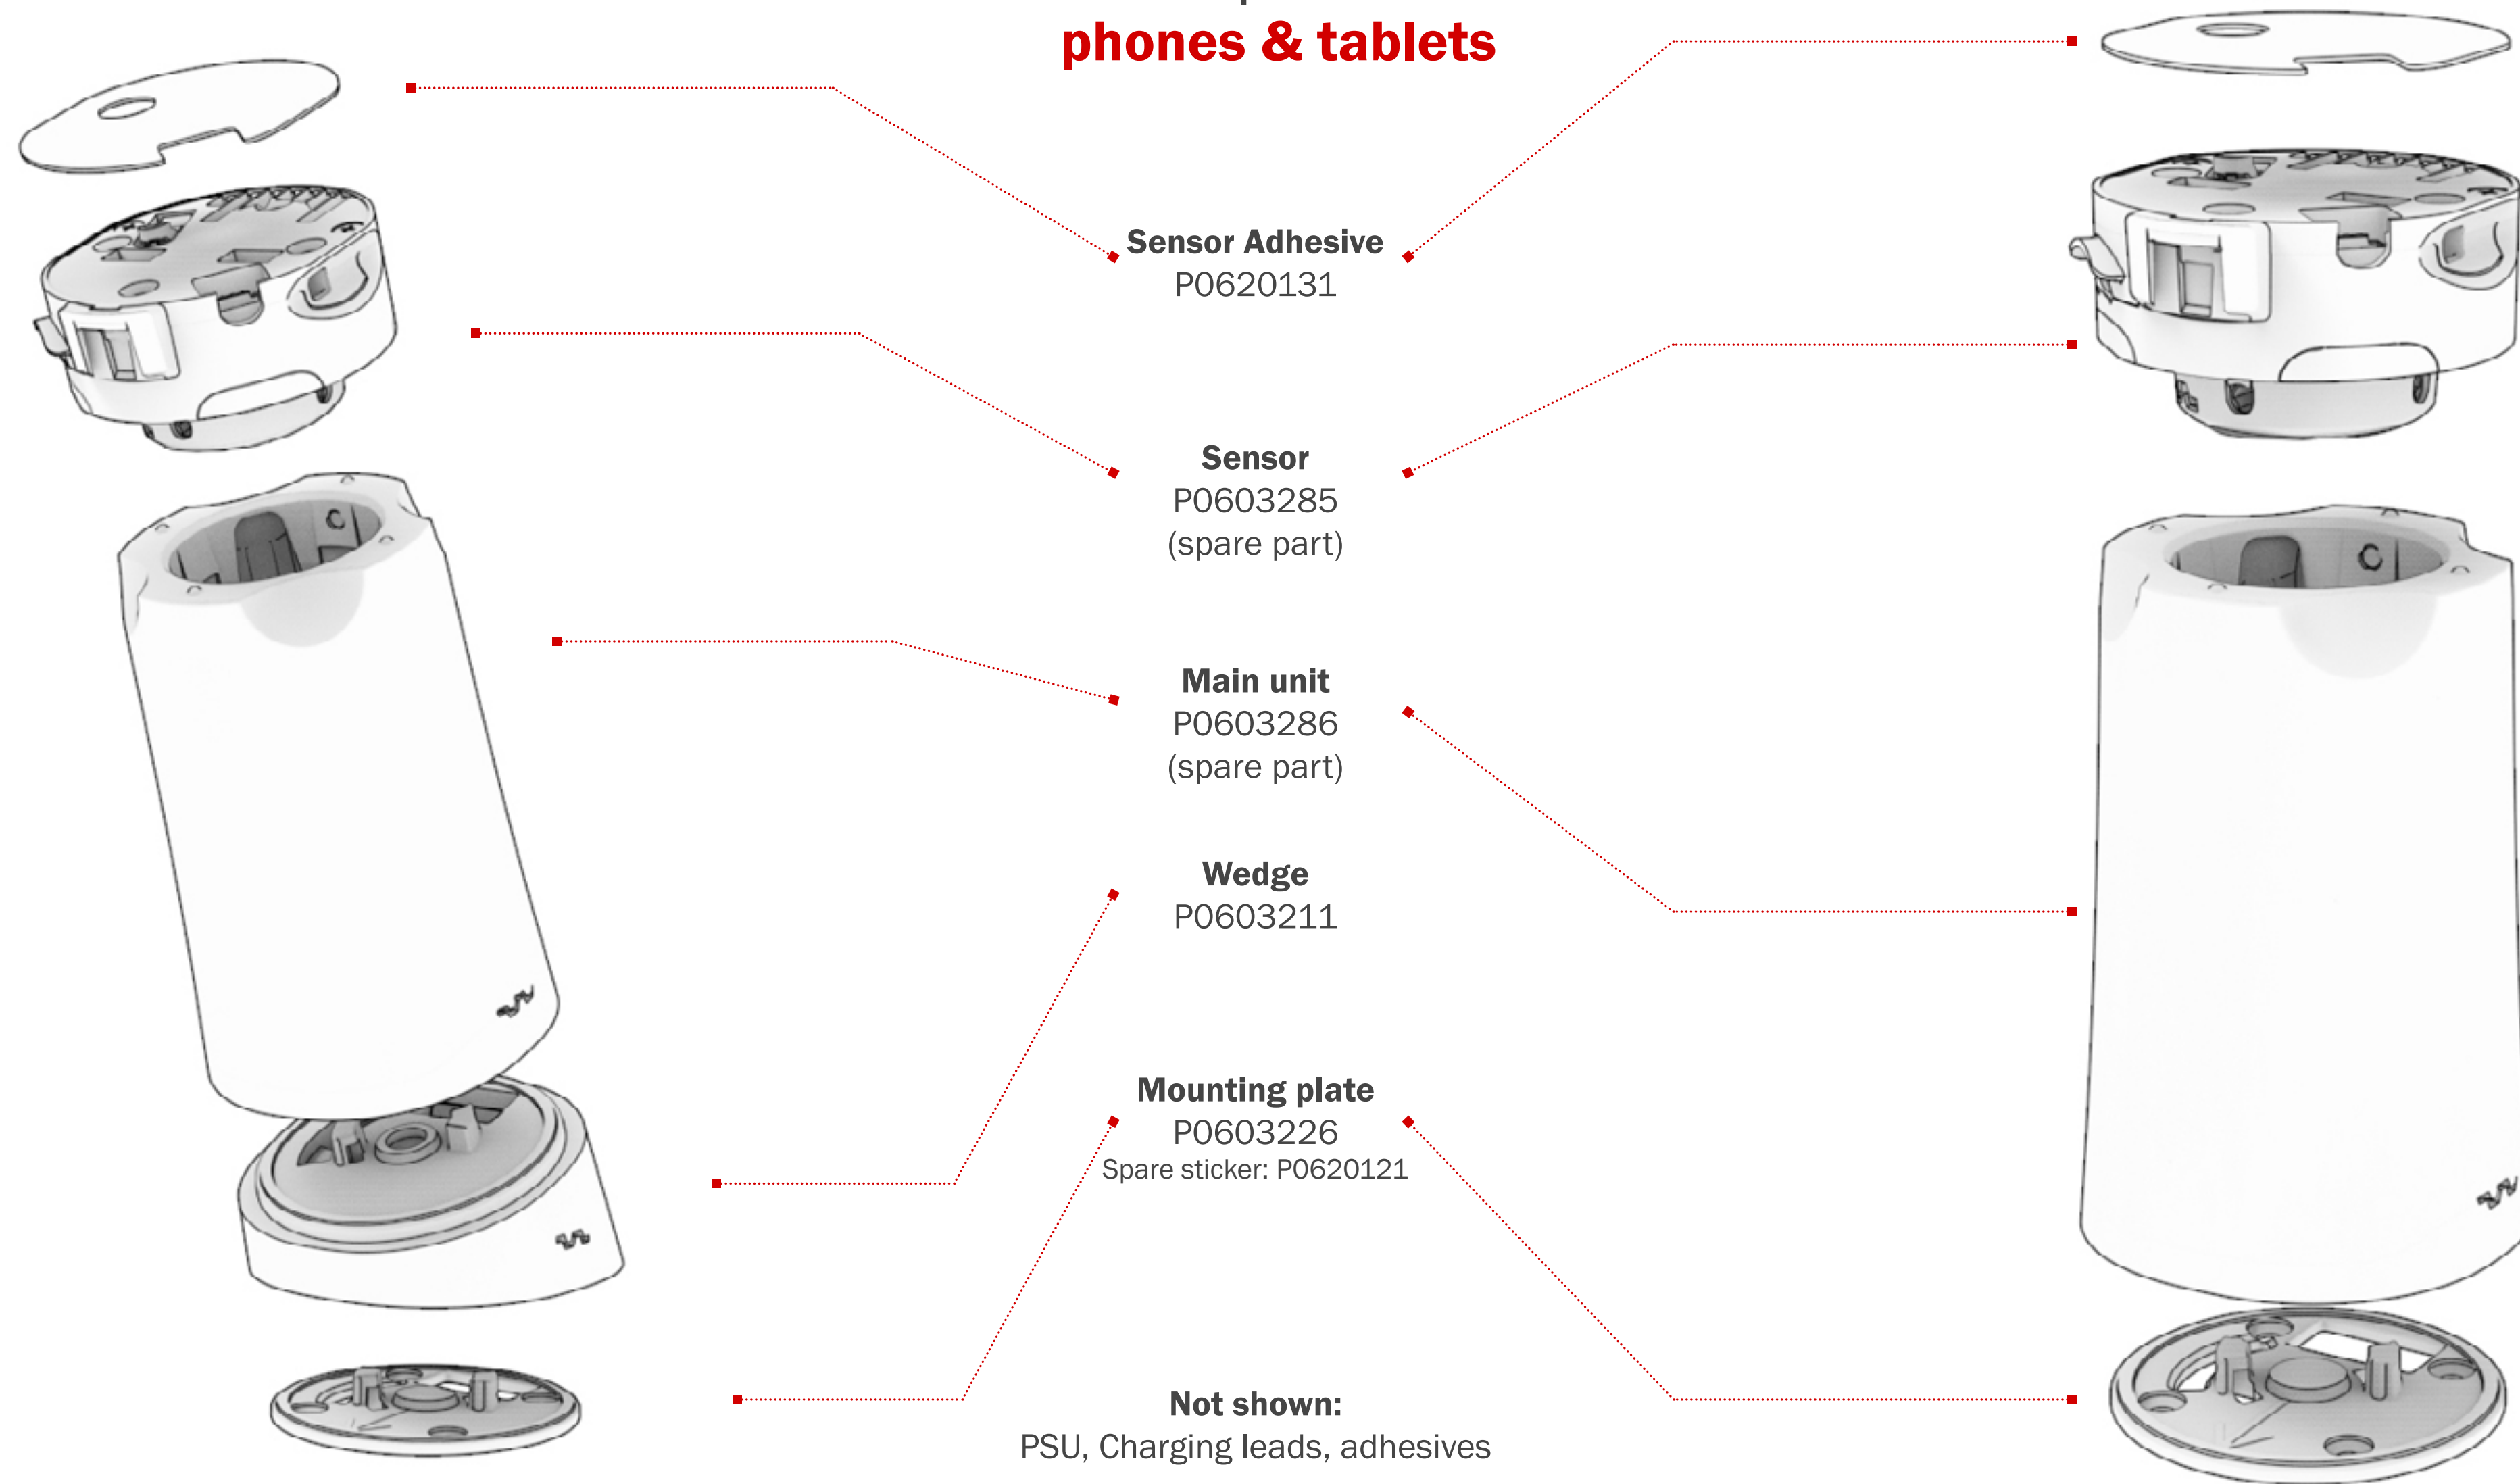 phones & tablets
Sensor Adhesive
P0620131
Sensor
P0603285
(spare part)
Main unit
P0603286
(spare part)
Wedge
P0603211
Mounting plate
P0603226
Spare sticker: P0620121
Not shown:
PSU, Charging leads, adhesives